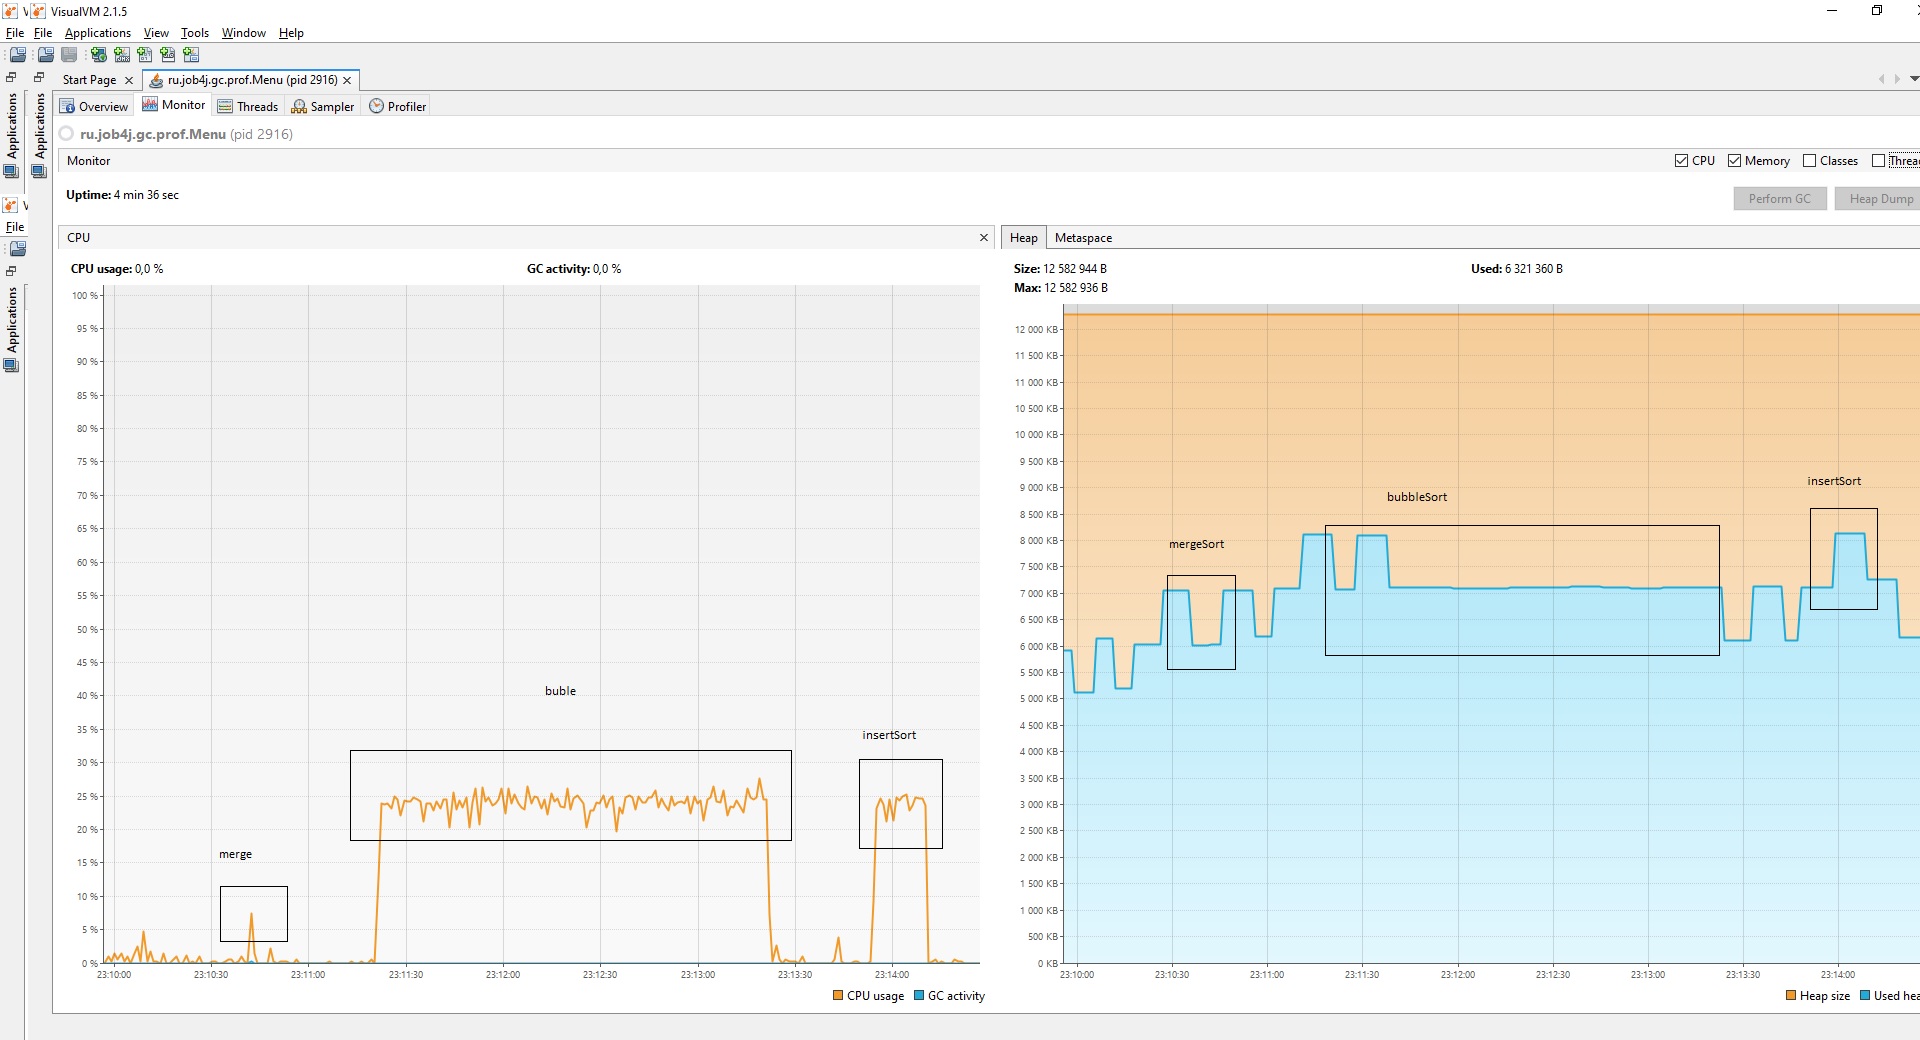 VisualVM 2.1.5
File File Applications View Tools Window Help
Start Page ru.job4j.gc.prof.Menu (pid 2916)
Applications
Applications
Overview Monitor Threads Sampler Profiler
ru.job4j.gc.prof.Menu (pid 2916)
Monitor CPU Memory Classes Threa
Uptime: 4 min 36 sec
Perform GC Heap Dump
File
Applications
CPU
CPU usage: 0,0 % GC activity: 0,0 %
100 %
95 %
90 %
85 %
80 %
75 %
70 %
65 %
60 %
55 %
50 %
45 %
40 %
35 %
30 %
25 %
20 %
15 %
10 %
5 %
0 %
buble
insertSort
merge
23:10:00 23:10:30 23:11:00 23:11:30 23:12:00 23:12:30 23:13:00 23:13:30 23:14:00
CPU usage GC activity
Heap Metaspace
Size: 12 582 944 B Used: 6 321 360 B
Max: 12 582 936 B
12 000 KB
11 500 KB
11 000 KB
10 500 KB
10 000 KB
9 500 KB
9 000 KB
8 500 KB
8 000 KB
7 500 KB
7 000 KB
6 500 KB
6 000 KB
5 500 KB
5 000 KB
4 500 KB
4 000 KB
3 500 KB
3 000 KB
2 500 KB
2 000 KB
1 500 KB
1 000 KB
500 KB
0 KB
insertSort
bubbleSort
mergeSort
23:10:00 23:10:30 23:11:00 23:11:30 23:12:00 23:12:30 23:13:00 23:13:30 23:14:00
Heap size Used hea